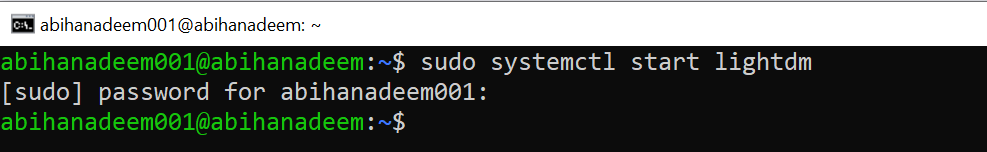 abihanadeem001@abihanadeem: ~
abihanadeem001@abihanadeem:~$ sudo systemctl start lightdm
[sudo] password for abihanadeem001:
abihanadeem001@abihanadeem:~$